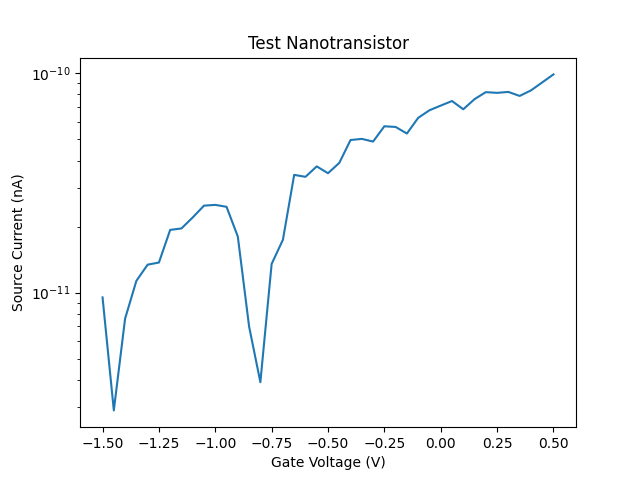 Test Nanotransistor
10⁻¹⁰
10⁻¹¹
Source Current (nA)
−1.50 −1.25 −1.00 −0.75 −0.50 −0.25 0.00 0.25 0.50
Gate Voltage (V)